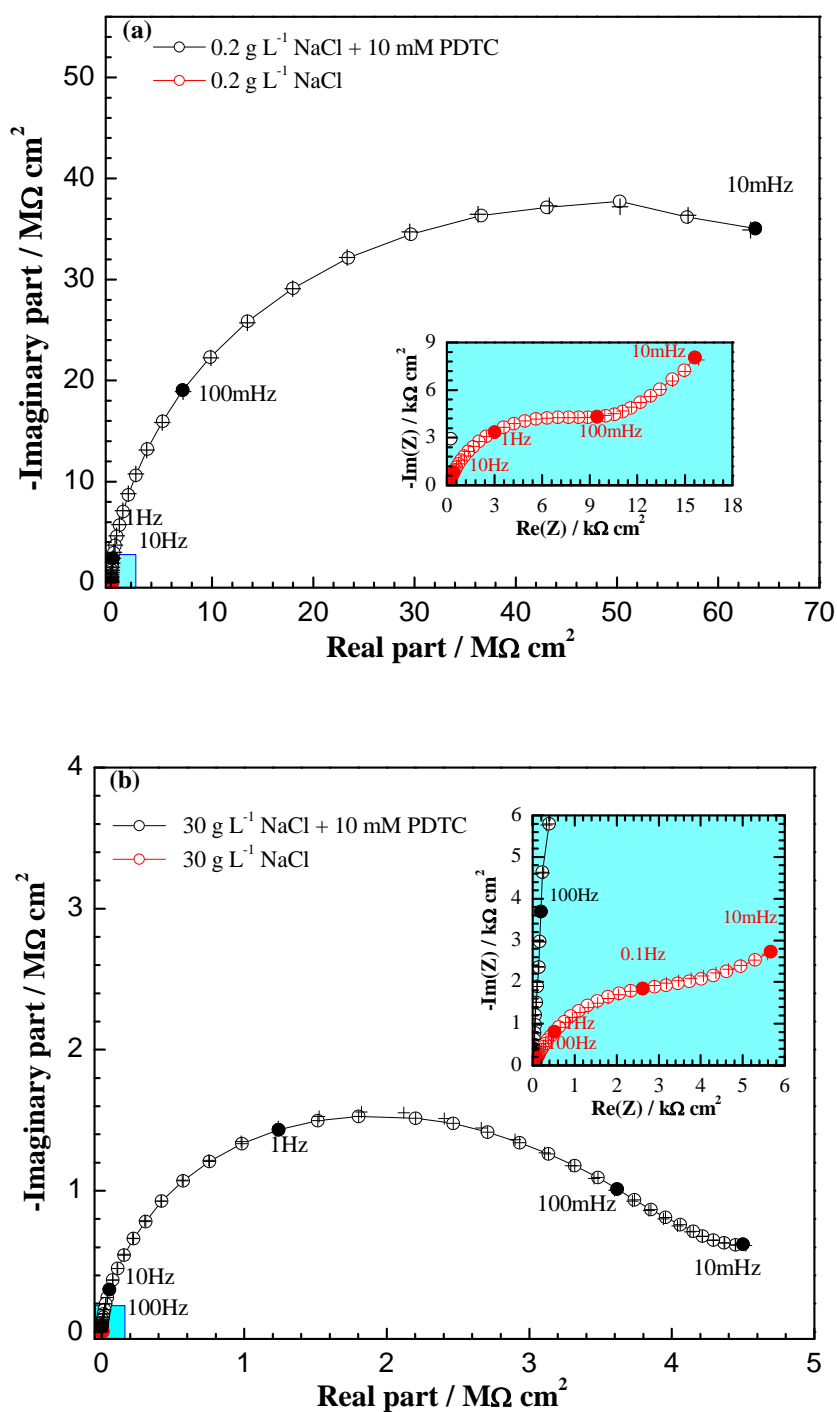 (a)
0.2 g L⁻¹ NaCl + 10 mM PDTC
0.2 g L⁻¹ NaCl
-Imaginary part / MΩ cm²
50
40
30
20
10
0
10mHz
100mHz
1Hz
10Hz
-Im(Z) / kΩ cm²
9
6
3
0
10mHz
1Hz
100mHz
10Hz
0 3 6 9 12 15 18
Re(Z) / kΩ cm²
0 10 20 30 40 50 60 70
Real part / MΩ cm²
(b)
30 g L⁻¹ NaCl + 10 mM PDTC
30 g L⁻¹ NaCl
-Imaginary part / MΩ cm²
4
3
2
1
0
-Im(Z) / kΩ cm²
6
5
4
3
2
1
0
100Hz
10mHz
0.1Hz
1Hz
100Hz
0 1 2 3 4 5 6
Re(Z) / kΩ cm²
1Hz
100mHz
10Hz
10mHz
100Hz
0 1 2 3 4 5
Real part / MΩ cm²